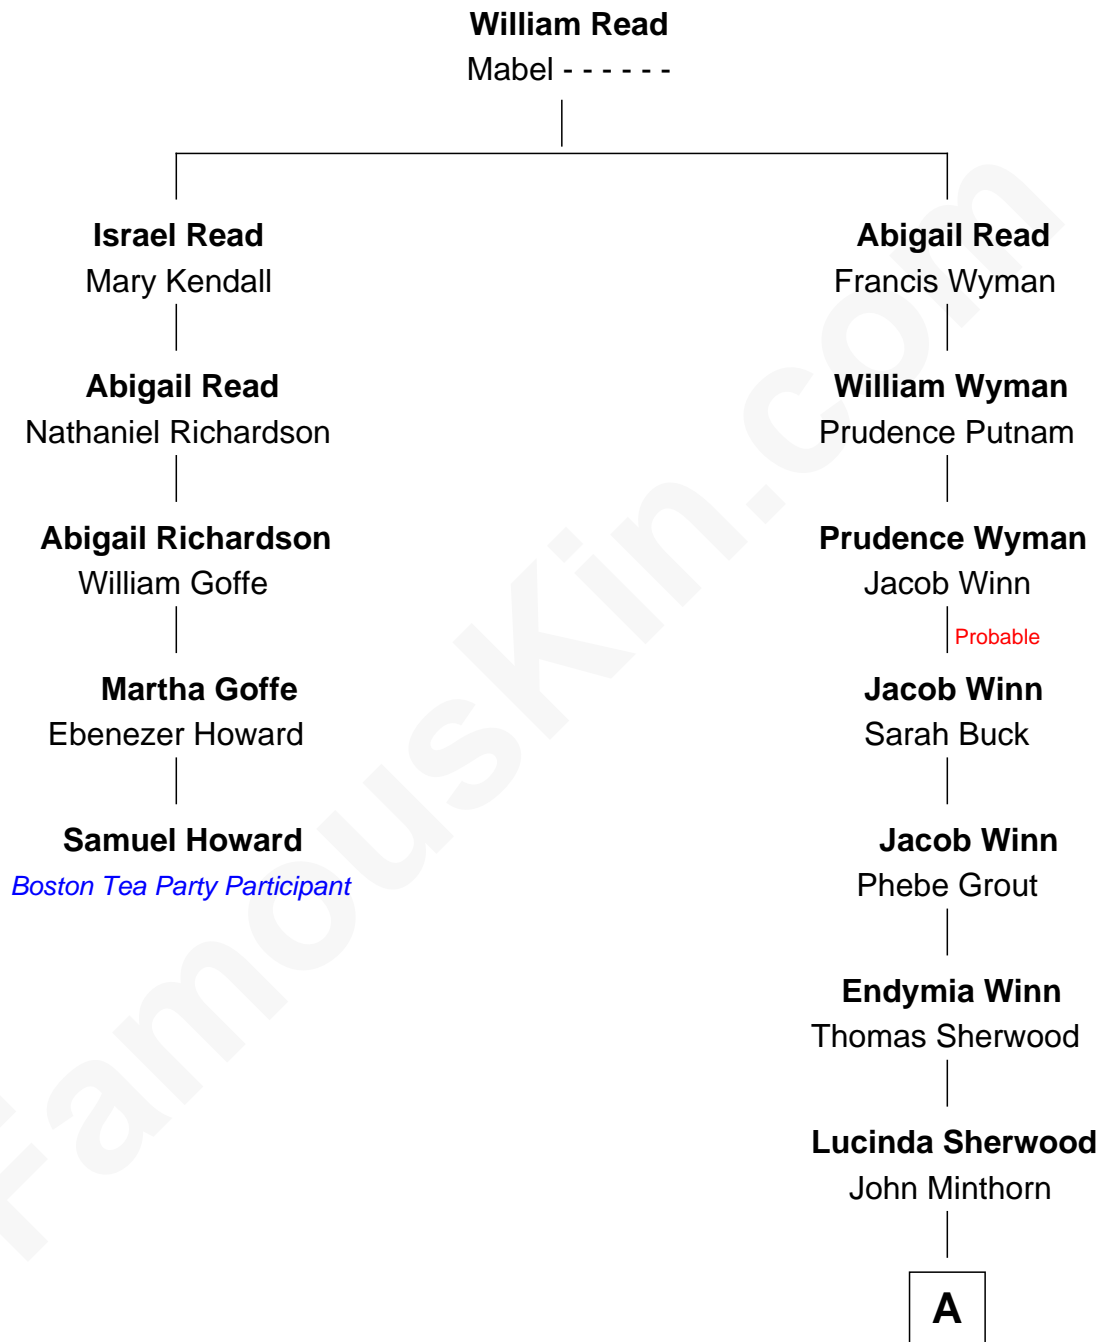 William Read
Mabel - - - - - -
Israel Read
Mary Kendall
Abigail Read
Francis Wyman
Abigail Read
Nathaniel Richardson
William Wyman
Prudence Putnam
Abigail Richardson
William Goffe
Prudence Wyman
Jacob Winn
Probable
Martha Goffe
Ebenezer Howard
Jacob Winn
Sarah Buck
Samuel Howard
Boston Tea Party Participant
Jacob Winn
Phebe Grout
Endymia Winn
Thomas Sherwood
Lucinda Sherwood
John Minthorn
A
FamousKin.com